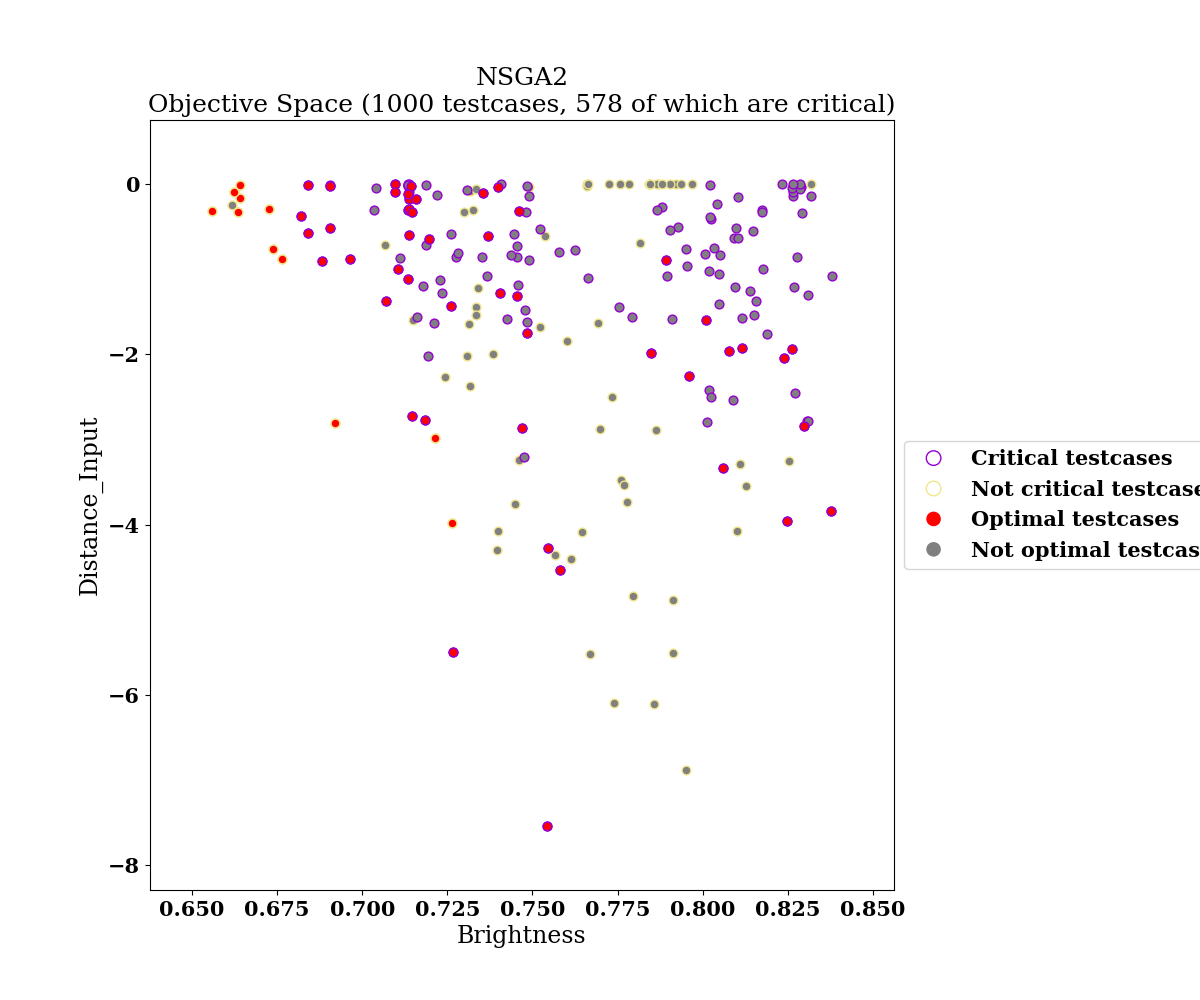 NSGA2
Objective Space (1000 testcases, 578 of which are critical)
0
−2
−4
−6
−8
Distance_Input
0.650 0.675 0.700 0.725 0.750 0.775 0.800 0.825 0.850
Brightness
Critical testcases
Not critical testcase
Optimal testcases
Not optimal testcas